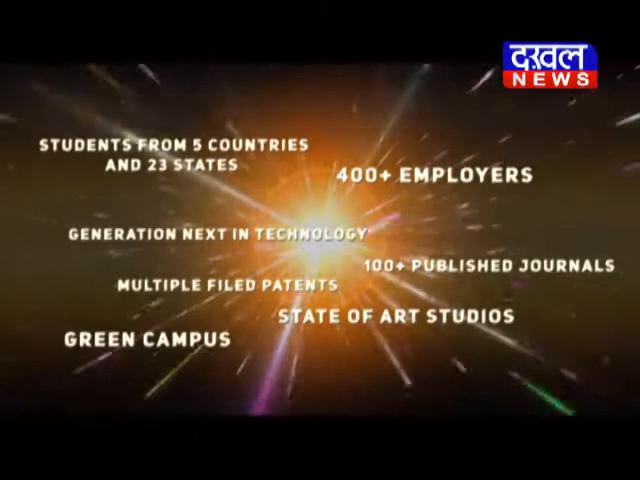 दख़ल
NEWS
STUDENTS FROM 5 COUNTRIES
AND 23 STATES
400+ EMPLOYERS
GENERATION NEXT IN TECHNOLOGY
100+ PUBLISHED JOURNALS
MULTIPLE FILED PATENTS
STATE OF ART STUDIOS
GREEN CAMPUS